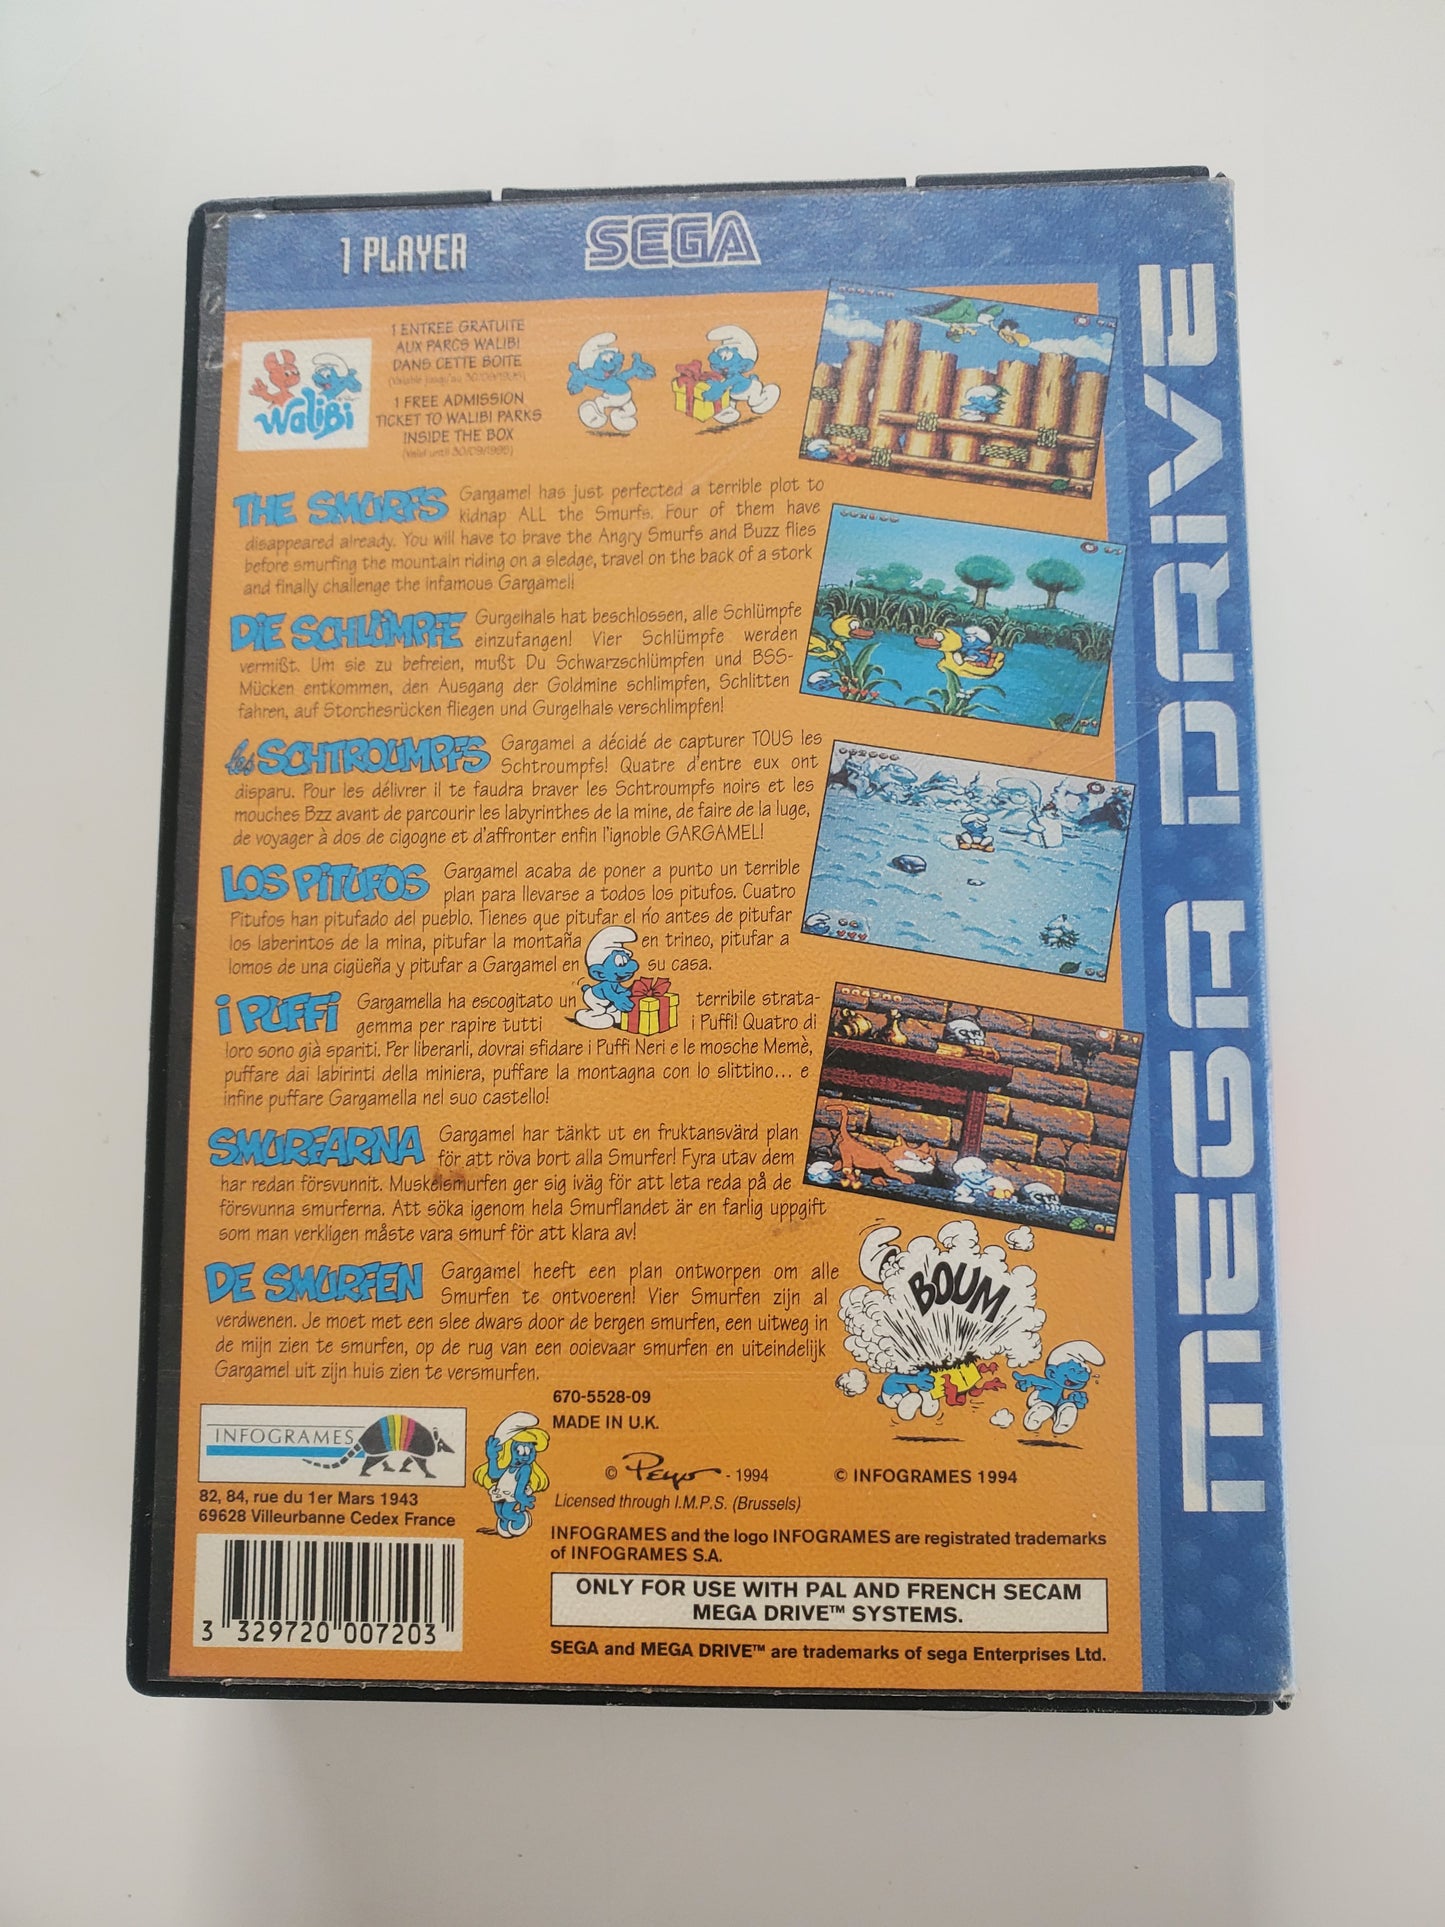 1 PLAYER
SEGA
MEGA DRIVE
Walibi
1 ENTREE GRATUITE
AUX PARCS WALIBI
DANS CETTE BOITE
1 FREE ADMISSION
TICKET TO WALIBI PARKS
INSIDE THE BOX
(Valid until 30/09/1995)
THE SMURFS Gargamel has just perfected a terrible plot to
kidnap ALL the Smurfs. Four of them have
disappeared already. You will have to brave the Angry Smurfs and Buzz flies
before smurfing the mountain riding on a sledge, travel on the back of a stork
and finally challenge the infamous Gargamel!
DIE SCHLÜMPFE Gurgelhals hat beschlossen, alle Schlümpfe
einzufangen! Vier Schlümpfe werden
vermißt. Um sie zu befreien, mußt Du Schwarzschlümpfen und BSS-
Mücken entkommen, den Ausgang der Goldmine schlimpfen, Schlitten
fahren, auf Storchesrücken fliegen und Gurgelhals verschlimpfen!
les SCHTROUMPFS Gargamel a décidé de capturer TOUS les
Schtroumpfs! Quatre d'entre eux ont
disparu. Pour les délivrer il te faudra braver les Schtroumpfs noirs et les
mouches Bzz avant de parcourir les labyrinthes de la mine, de faire de la luge,
de voyager à dos de cigogne et d'affronter enfin l'ignoble GARGAMEL!
LOS PITUFOS Gargamel acaba de poner a punto un terrible
plan para llevarse a todos los pitufos. Cuatro
Pitufos han pitufado del pueblo. Tienes que pitufar el río antes de pitufar
los laberintos de la mina, pitufar la montaña en trineo, pitufar a
lomos de una cigüeña y pitufar a Gargamel en su casa.
i PUFFi Gargamella ha escogitato un terribile strata-
gemma per rapire tutti i Puffi! Quatro di
loro sono già spariti. Per liberarli, dovrai sfidare i Puffi Neri e le mosche Memè,
puffare dai labirinti della miniera, puffare la montagna con lo slittino... e
infine puffare Gargamella nel suo castello!
SMURFARNA Gargamel har tänkt ut en fruktansvärd plan
för att röva bort alla Smurfer! Fyra utav dem
har redan försvunnit. Muskelsmurfen ger sig iväg för att leta reda på de
försvunna smurferna. Att söka igenom hela Smurflandet är en farlig uppgift
som man verkligen måste vara smurf för att klara av!
DE SMURFEN Gargamel heeft een plan ontworpen om alle
Smurfen te ontvoeren! Vier Smurfen zijn al
verdwenen. Je moet met een slee dwars door de bergen smurfen, een uitweg in
de mijn zien te smurfen, op de rug van een ooievaar smurfen en uiteindelijk
Gargamel uit zijn huis zien te versmurfen.
BOUM
670-5528-09
MADE IN U.K.
INFOGRAMES
© Peyo - 1994
© INFOGRAMES 1994
Licensed through I.M.P.S. (Brussels)
82, 84, rue du 1er Mars 1943
69628 Villeurbanne Cedex France
INFOGRAMES and the logo INFOGRAMES are registrated trademarks
of INFOGRAMES S.A.
ONLY FOR USE WITH PAL AND FRENCH SECAM
MEGA DRIVE™ SYSTEMS.
3 329720 007203
SEGA and MEGA DRIVE™ are trademarks of sega Enterprises Ltd.